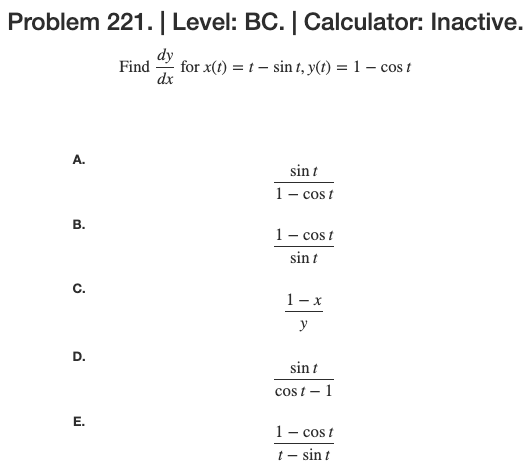 Problem 221. | Level: BC. | Calculator: Inactive.
Find dy/dx for x(t) = t − sin t, y(t) = 1 − cos t
A.
sin t
1 − cos t
B.
1 − cos t
sin t
C.
1 − x
y
D.
sin t
cos t − 1
E.
1 − cos t
t − sin t